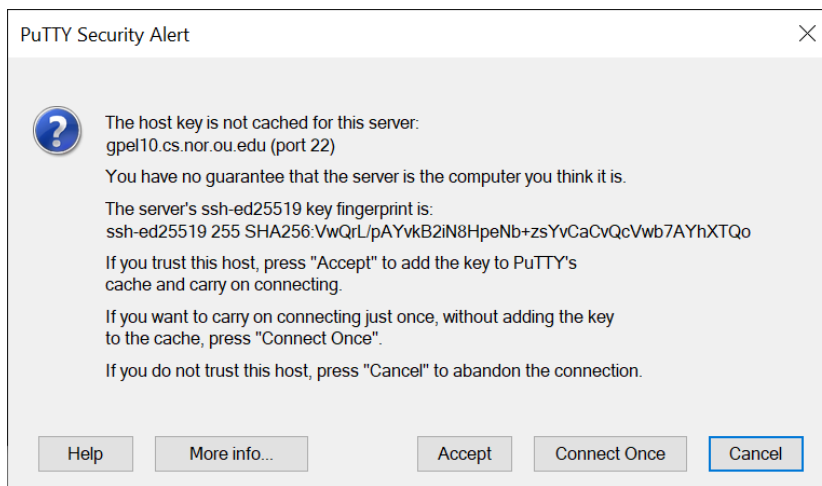 PuTTY Security Alert
The host key is not cached for this server:
gpel10.cs.nor.ou.edu (port 22)
You have no guarantee that the server is the computer you think it is.
The server's ssh-ed25519 key fingerprint is:
ssh-ed25519 255 SHA256:VwQrL/pAYvkB2iN8HpeNb+zsYvCaCvQcVwb7AYhXTQo
If you trust this host, press "Accept" to add the key to PuTTY's
cache and carry on connecting.
If you want to carry on connecting just once, without adding the key
to the cache, press "Connect Once".
If you do not trust this host, press "Cancel" to abandon the connection.
Help More info... Accept Connect Once Cancel